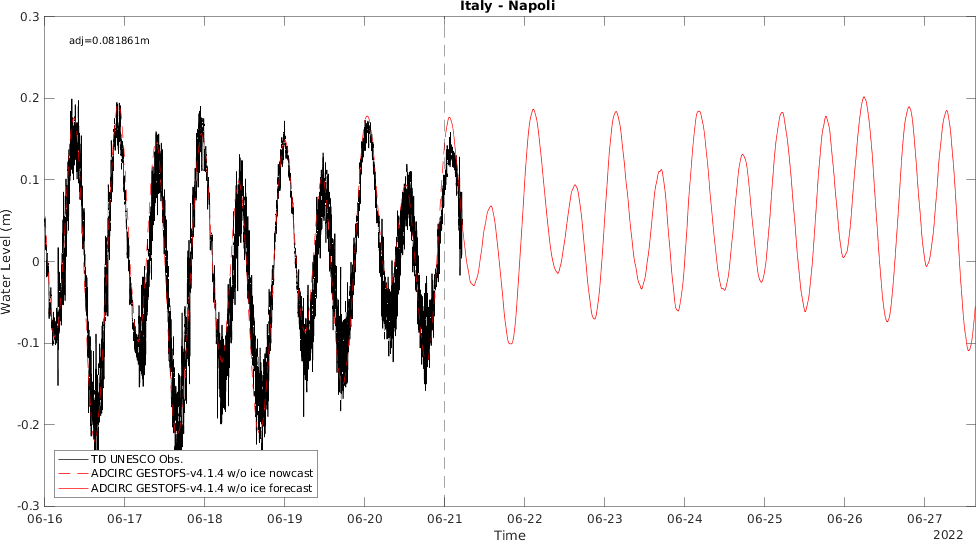 Italy - Napoli
adj=0.081861m
0.3
0.2
0.1
0
-0.1
-0.2
-0.3
Water Level (m)
TD UNESCO Obs.
ADCIRC GESTOFS-v4.1.4 w/o ice nowcast
ADCIRC GESTOFS-v4.1.4 w/o ice forecast
06-16 06-17 06-18 06-19 06-20 06-21 06-22 06-23 06-24 06-25 06-26 06-27
Time
2022